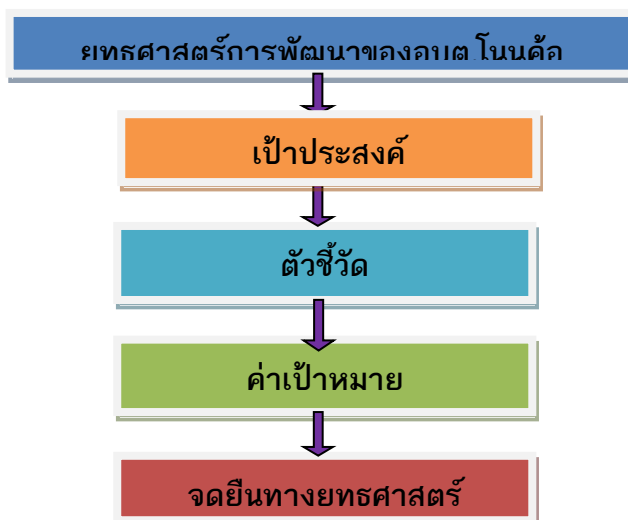 ยุทธศาสตร์การพัฒนาของอบต.โนนค้อ
เป้าประสงค์
ตัวชี้วัด
ค่าเป้าหมาย
จุดยืนทางยุทธศาสตร์